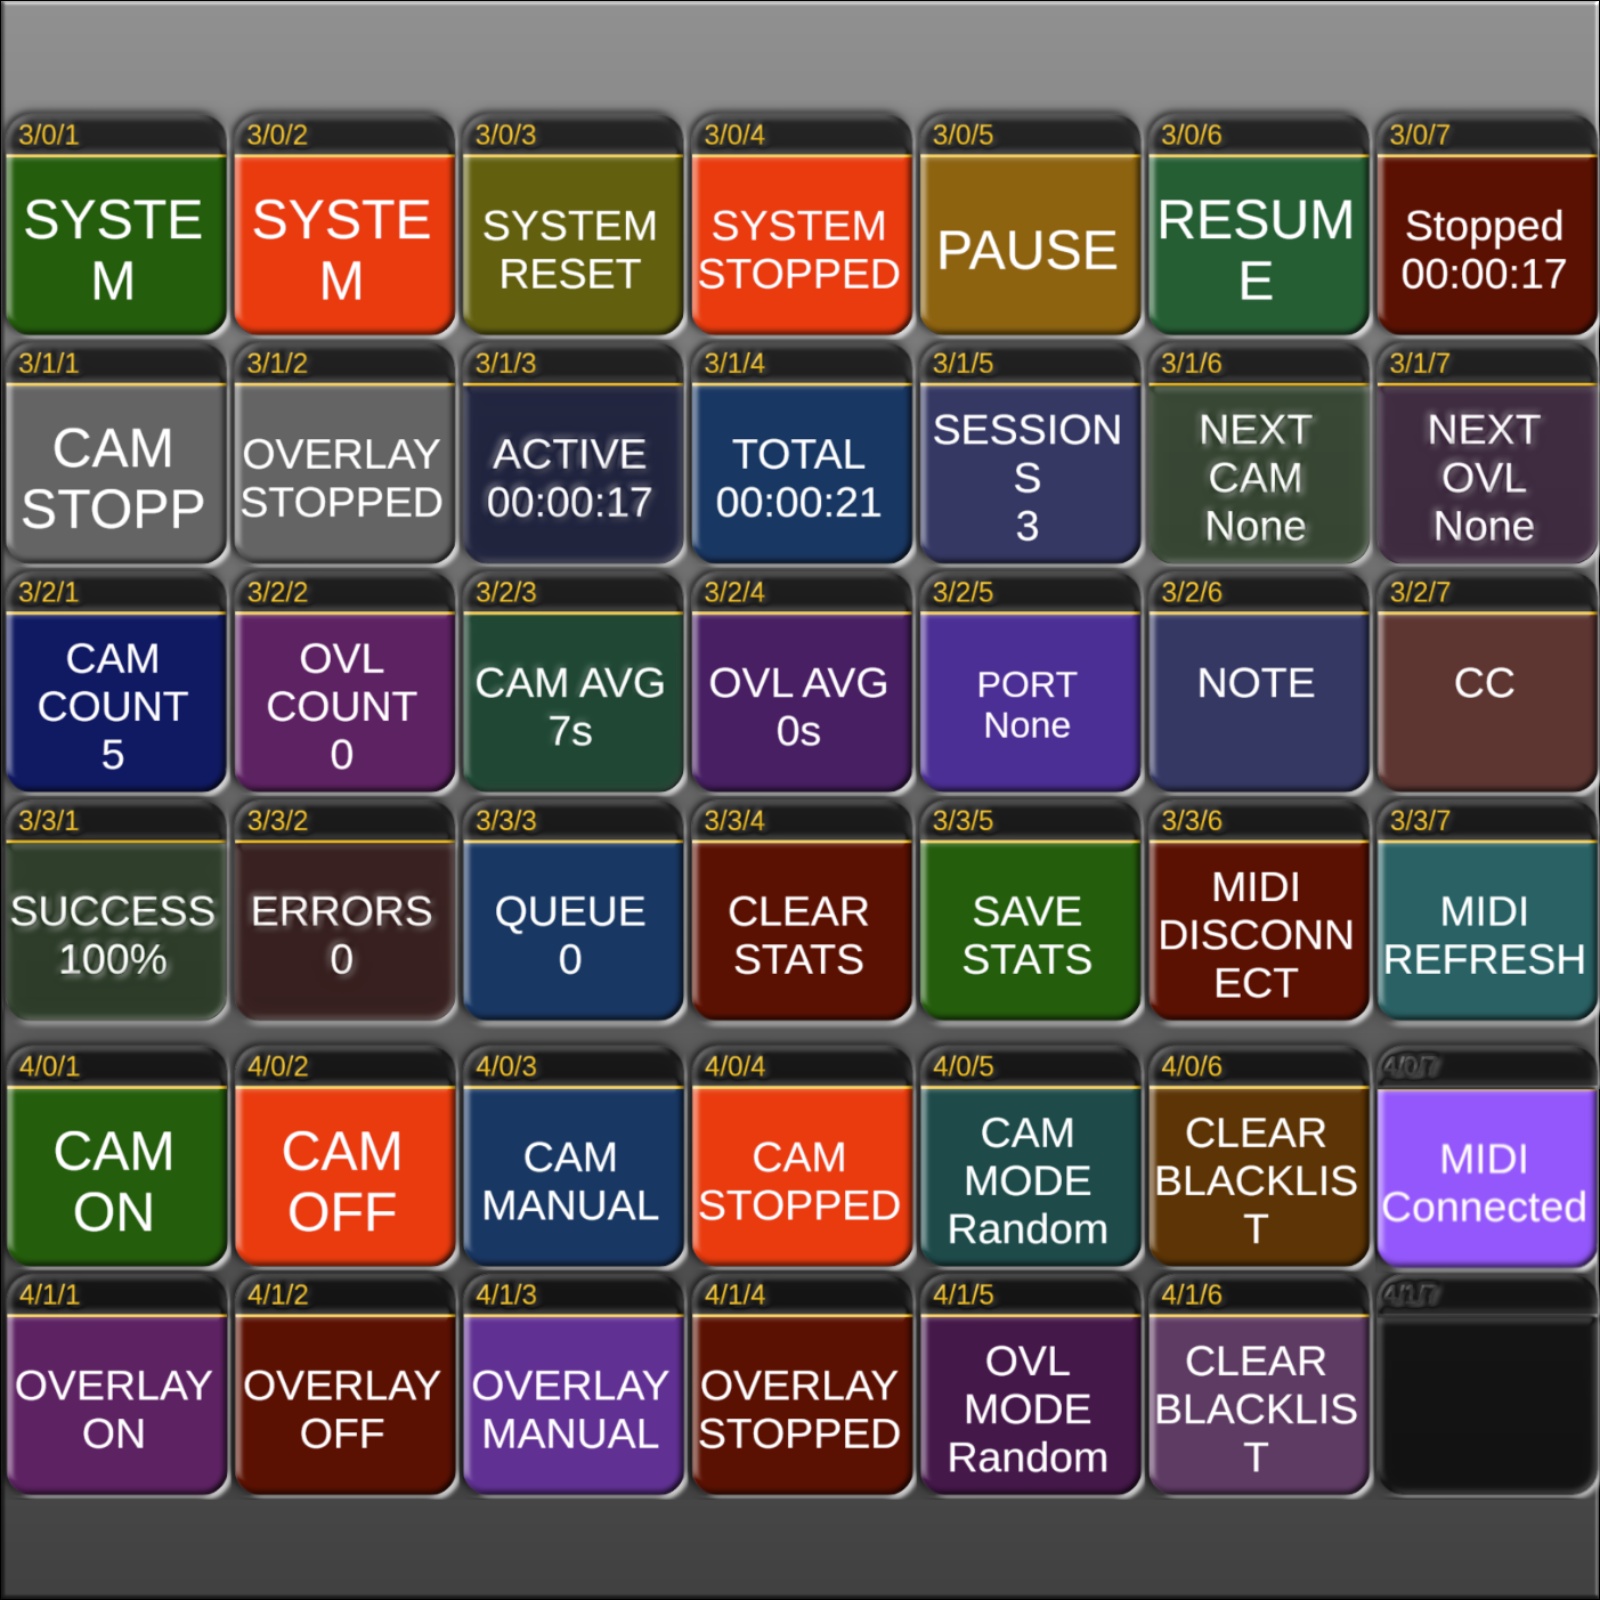 3/0/1
SYSTE
M
3/0/2
SYSTE
M
3/0/3
SYSTEM
RESET
3/0/4
SYSTEM
STOPPED
3/0/5
PAUSE
3/0/6
RESUM
E
3/0/7
Stopped
00:00:17
3/1/1
CAM
STOPP
3/1/2
OVERLAY
STOPPED
3/1/3
ACTIVE
00:00:17
3/1/4
TOTAL
00:00:21
3/1/5
SESSION
S
3
3/1/6
NEXT
CAM
None
3/1/7
NEXT
OVL
None
3/2/1
CAM
COUNT
5
3/2/2
OVL
COUNT
0
3/2/3
CAM AVG
7s
3/2/4
OVL AVG
0s
3/2/5
PORT
None
3/2/6
NOTE
3/2/7
CC
3/3/1
SUCCESS
100%
3/3/2
ERRORS
0
3/3/3
QUEUE
0
3/3/4
CLEAR
STATS
3/3/5
SAVE
STATS
3/3/6
MIDI
DISCONN
ECT
3/3/7
MIDI
REFRESH
4/0/1
CAM
ON
4/0/2
CAM
OFF
4/0/3
CAM
MANUAL
4/0/4
CAM
STOPPED
4/0/5
CAM
MODE
Random
4/0/6
CLEAR
BLACKLIS
T
4/0/7
MIDI
Connected
4/1/1
OVERLAY
ON
4/1/2
OVERLAY
OFF
4/1/3
OVERLAY
MANUAL
4/1/4
OVERLAY
STOPPED
4/1/5
OVL
MODE
Random
4/1/6
CLEAR
BLACKLIS
T
4/1/7